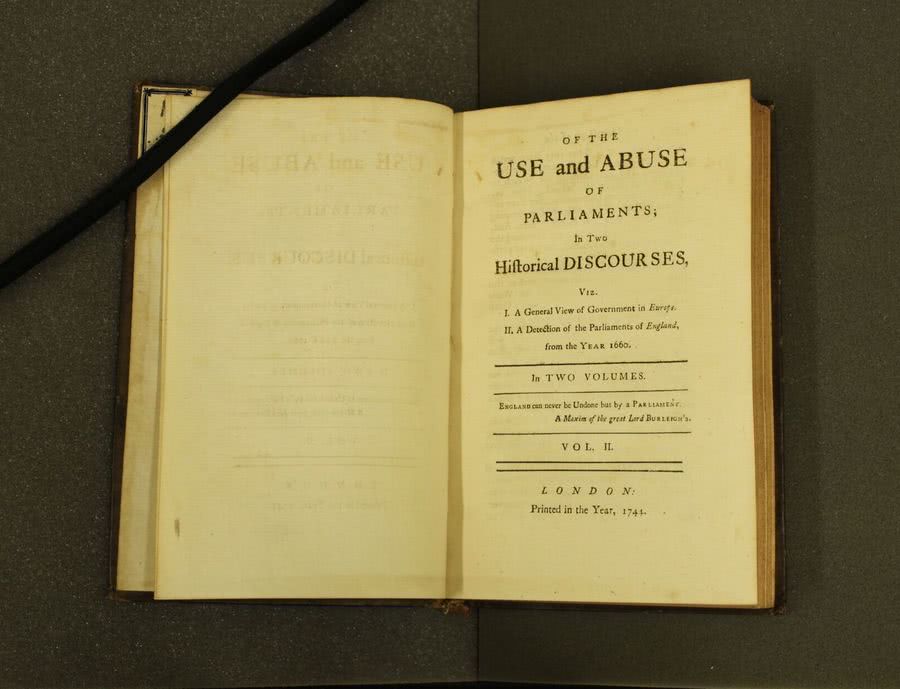 OF THE
USE and ABUSE
OF
PARLIAMENTS;
In Two
Hiſtorical DISCOURSES,
Viz.
I. A General View of Government in Europe.
II. A Detection of the Parliaments of England,
from the YEAR 1660.
In TWO VOLUMES.
ENGLAND can never be Undone but by a PARLIAMENT.
A Maxim of the great Lord BURLEIGH's.
VOL. II.
LONDON:
Printed in the Year, 1744.